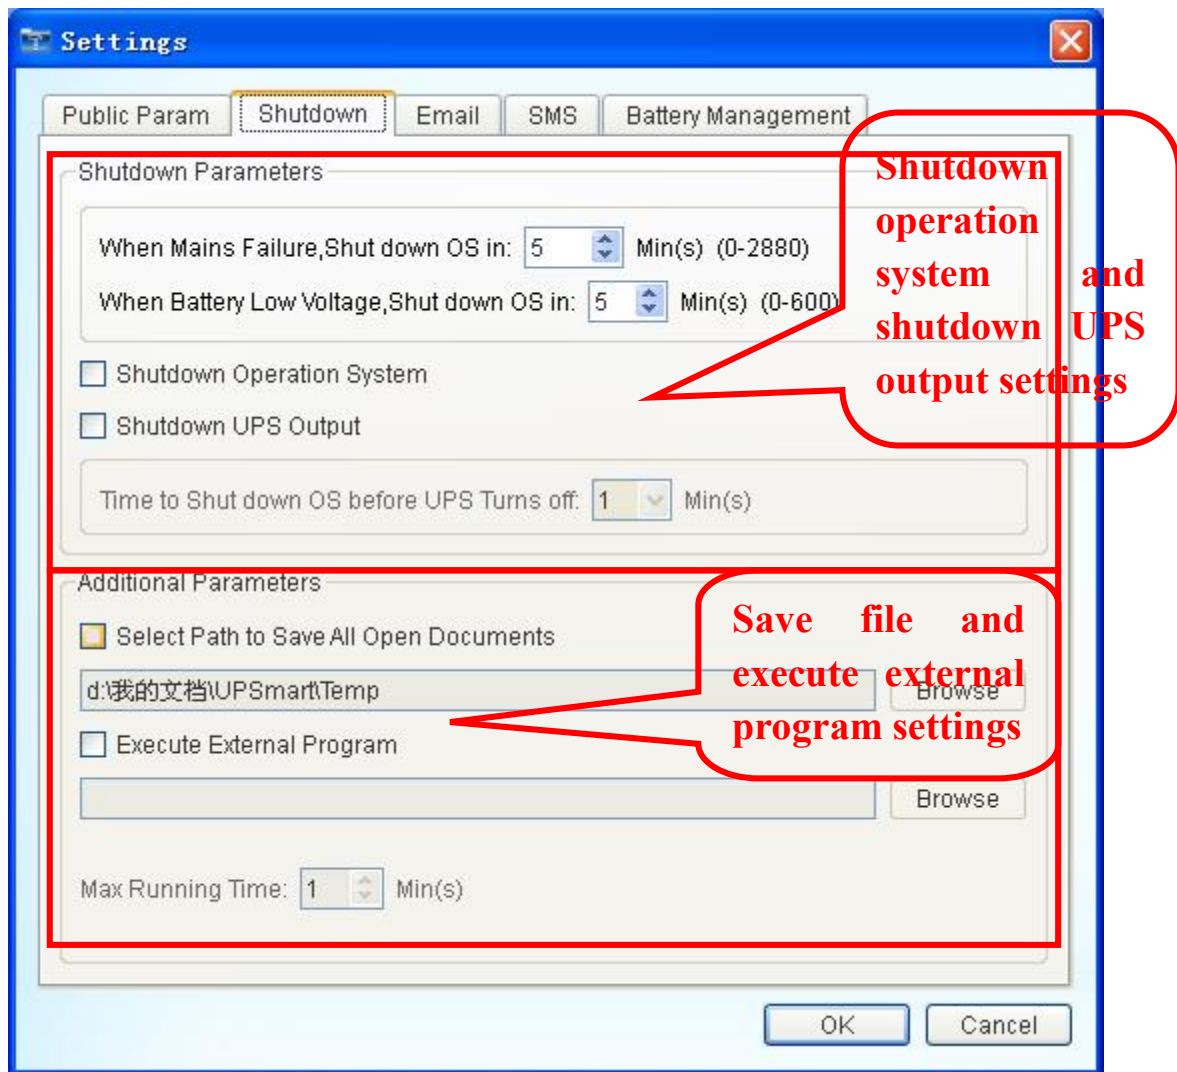 Settings
Public Param Shutdown Email SMS Battery Management
Shutdown Parameters
When Mains Failure,Shut down OS in: 5 Min(s) (0-2880)
When Battery Low Voltage,Shut down OS in: 5 Min(s) (0-600)
Shutdown Operation System
Shutdown UPS Output
Time to Shut down OS before UPS Turns off: 1 Min(s)
Shutdown
operation
system and
shutdown UPS
output settings
Additional Parameters
Select Path to Save All Open Documents
d:\我的文档\UPSmart\Temp Browse
Execute External Program
Browse
Max Running Time: 1 Min(s)
Save file and
execute external
program settings
OK Cancel